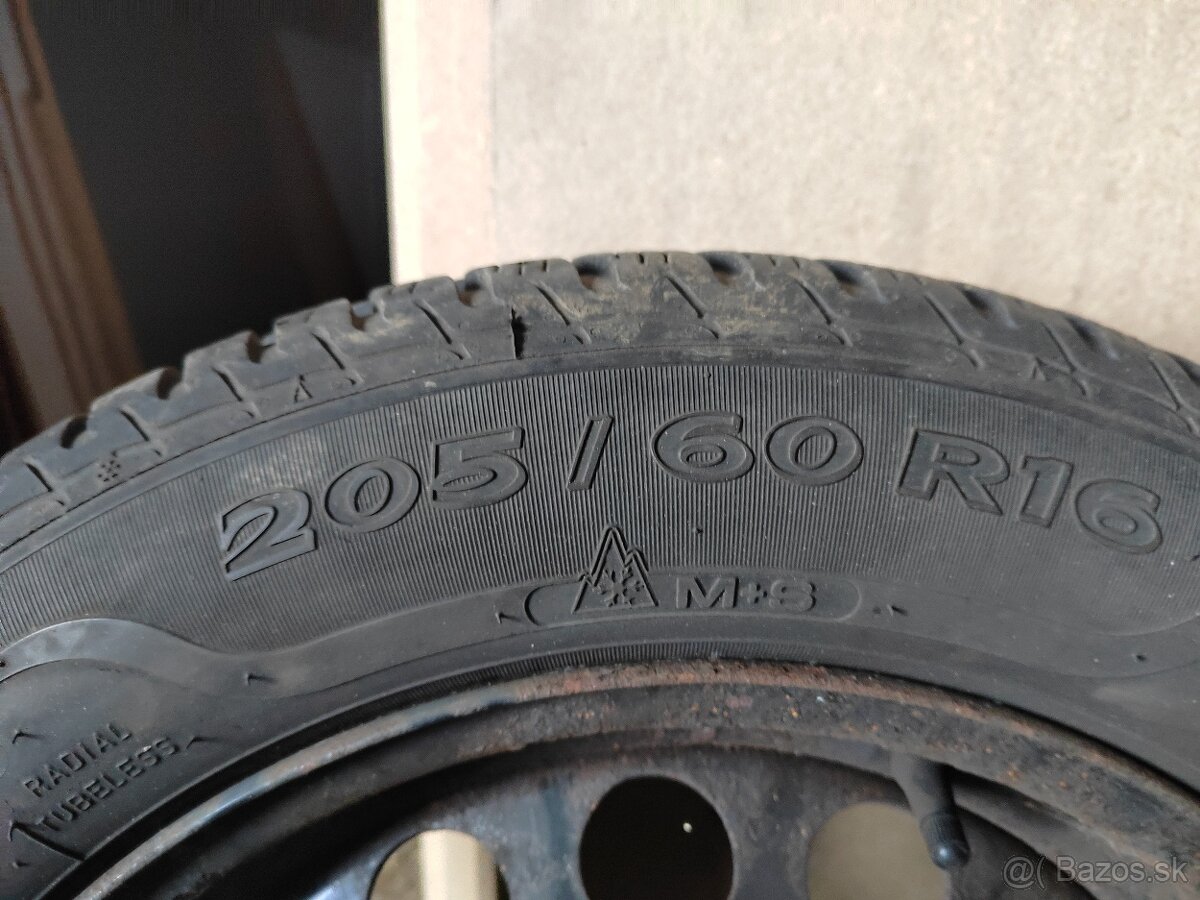 205/60 R16
M+S
RADIAL
TUBELESS
@( Bazos.sk